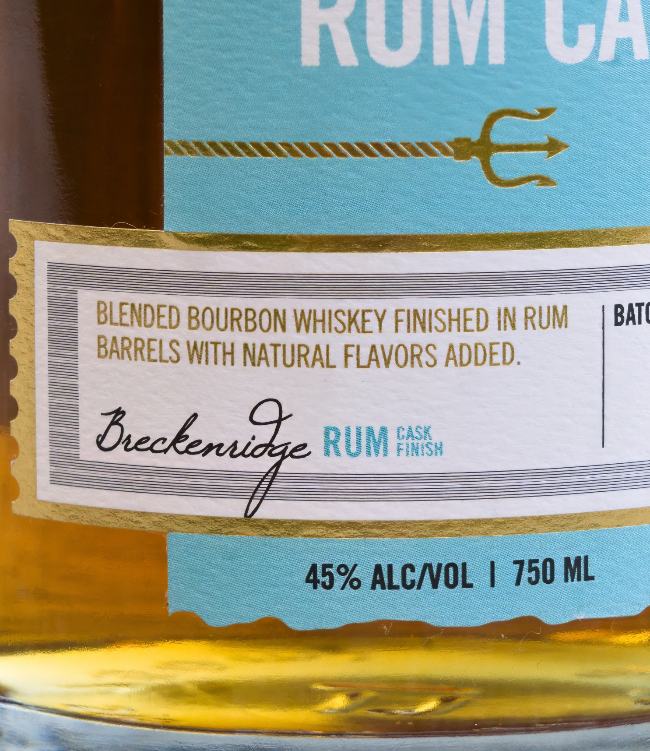 RUM CA
BLENDED BOURBON WHISKEY FINISHED IN RUM
BARRELS WITH NATURAL FLAVORS ADDED.
BATC
Breckenridge RUM CASK
FINISH
45% ALC/VOL | 750 ML